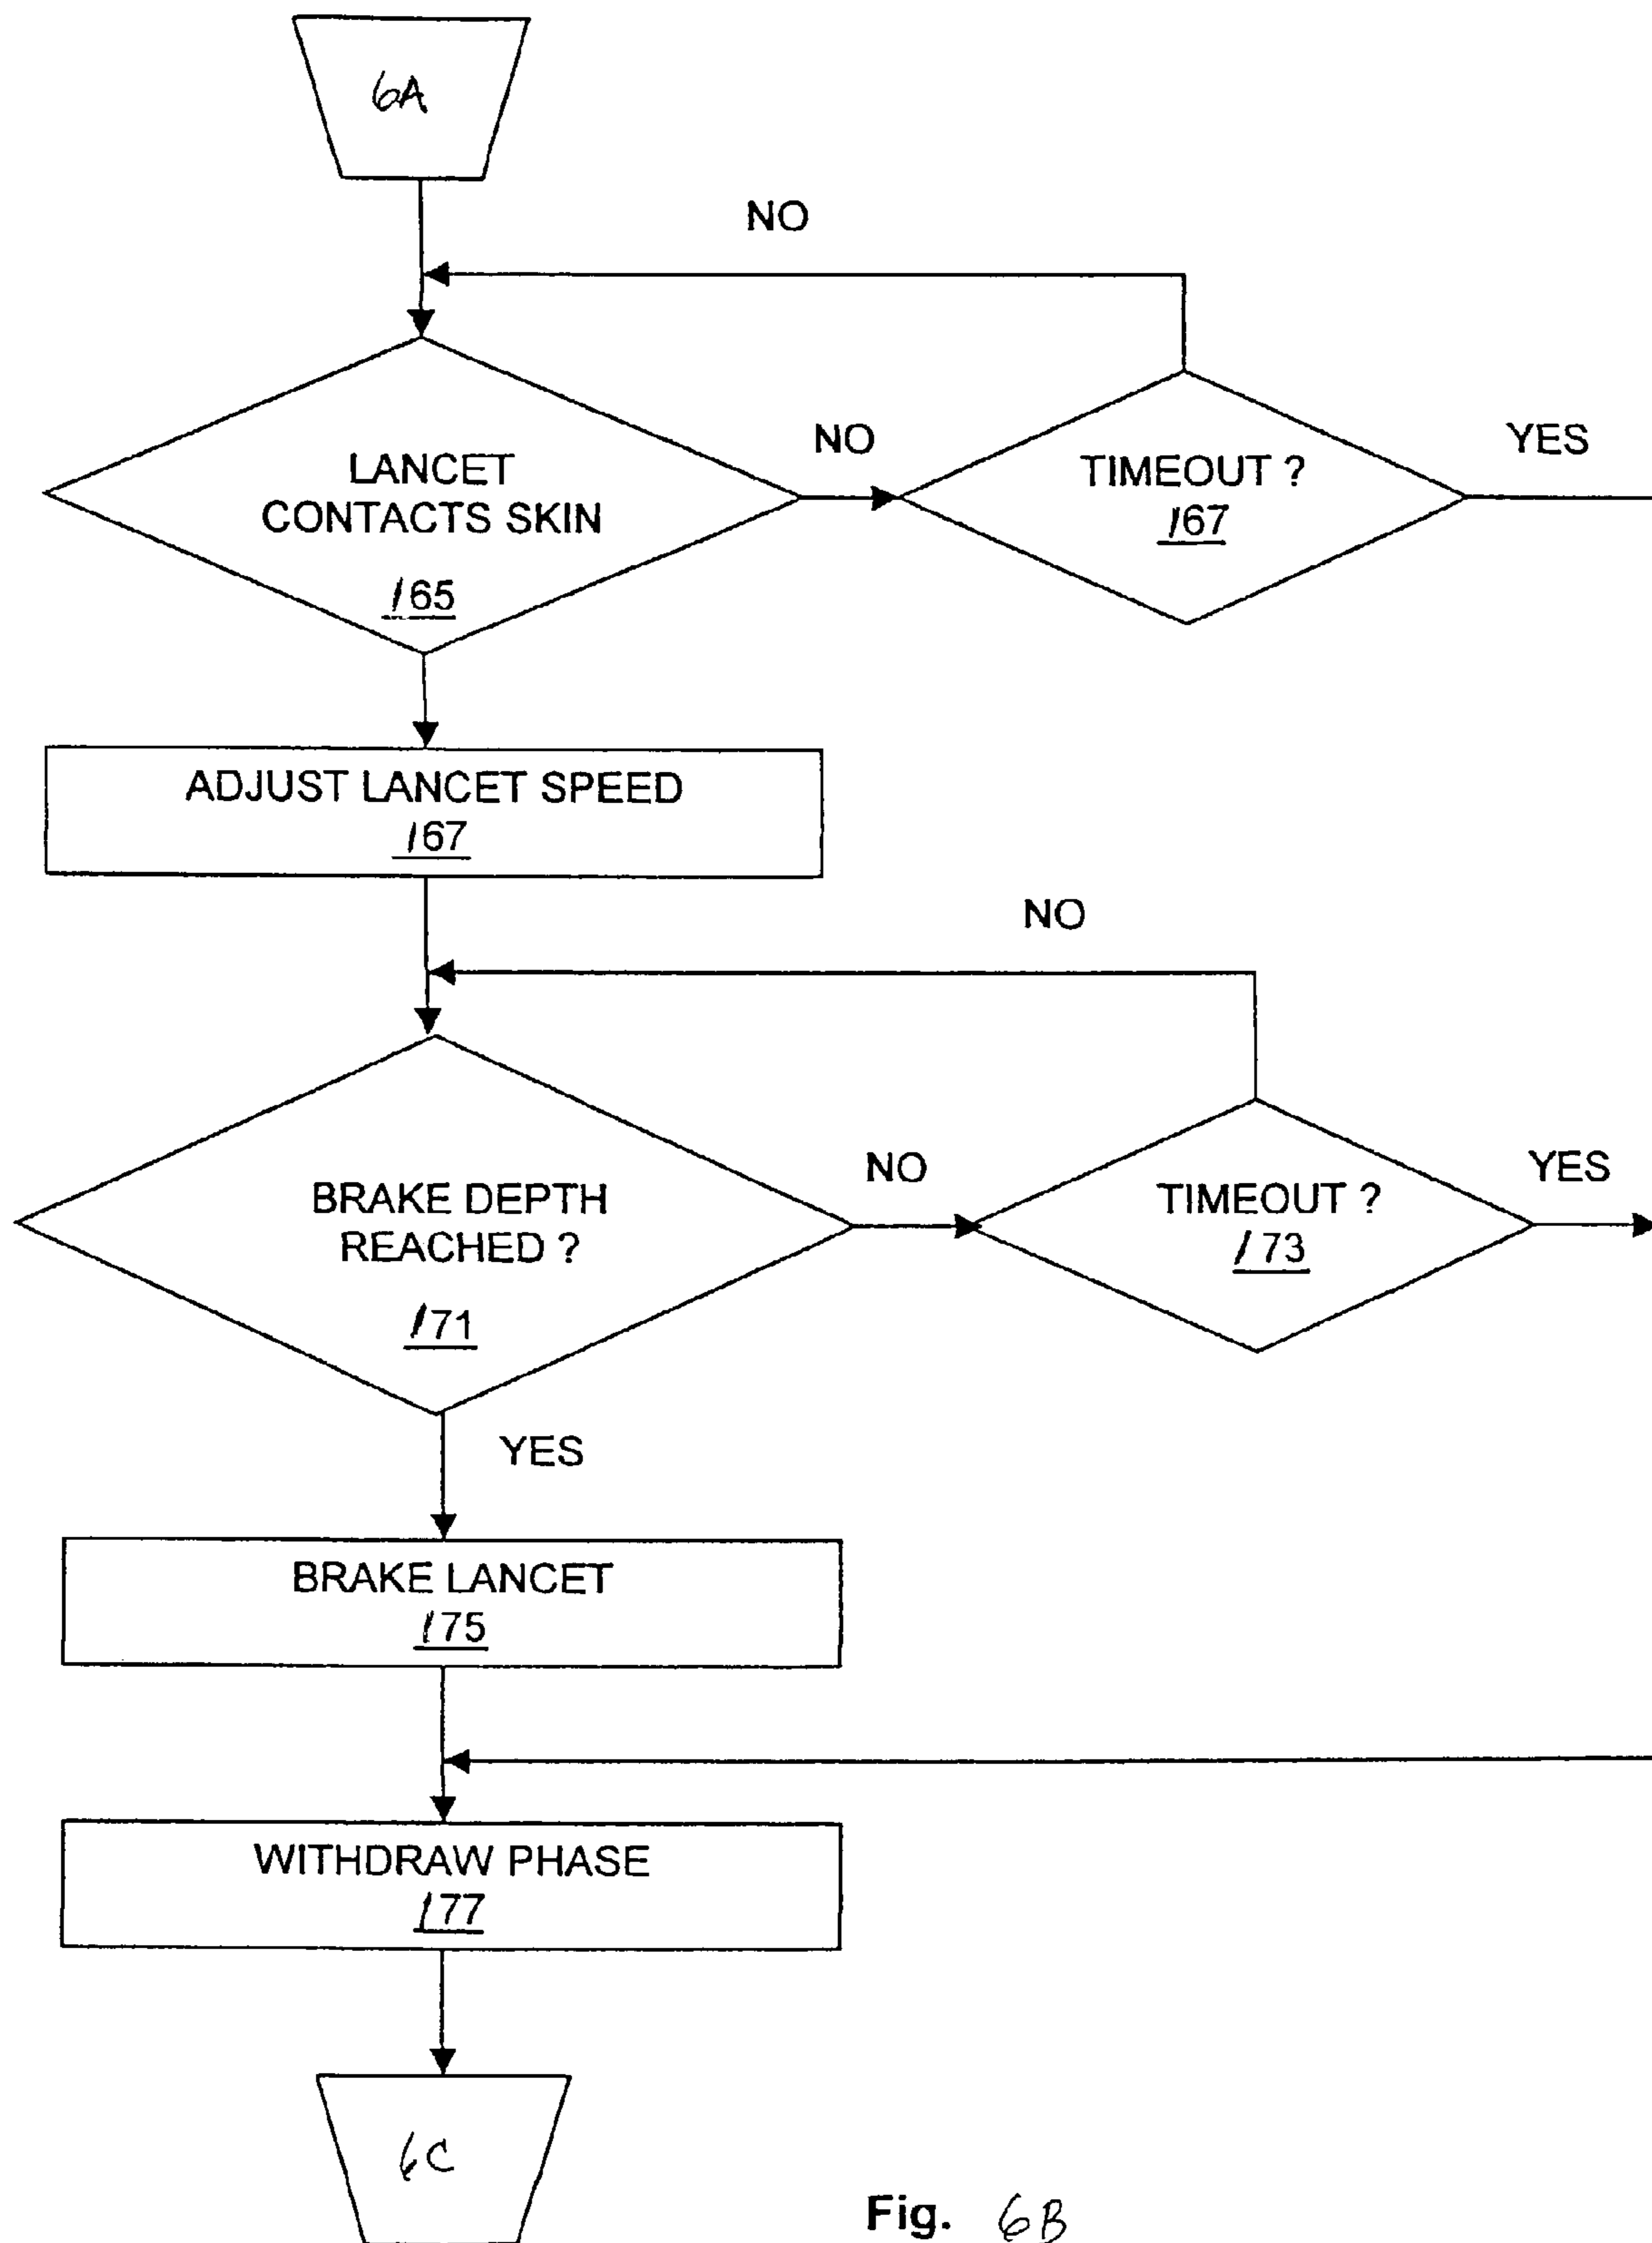 6A
NO
LANCET
CONTACTS SKIN
165
NO
TIMEOUT ?
167
YES
ADJUST LANCET SPEED
167
NO
BRAKE DEPTH
REACHED ?
171
NO
TIMEOUT ?
173
YES
YES
BRAKE LANCET
175
WITHDRAW PHASE
177
6C
Fig. 6B